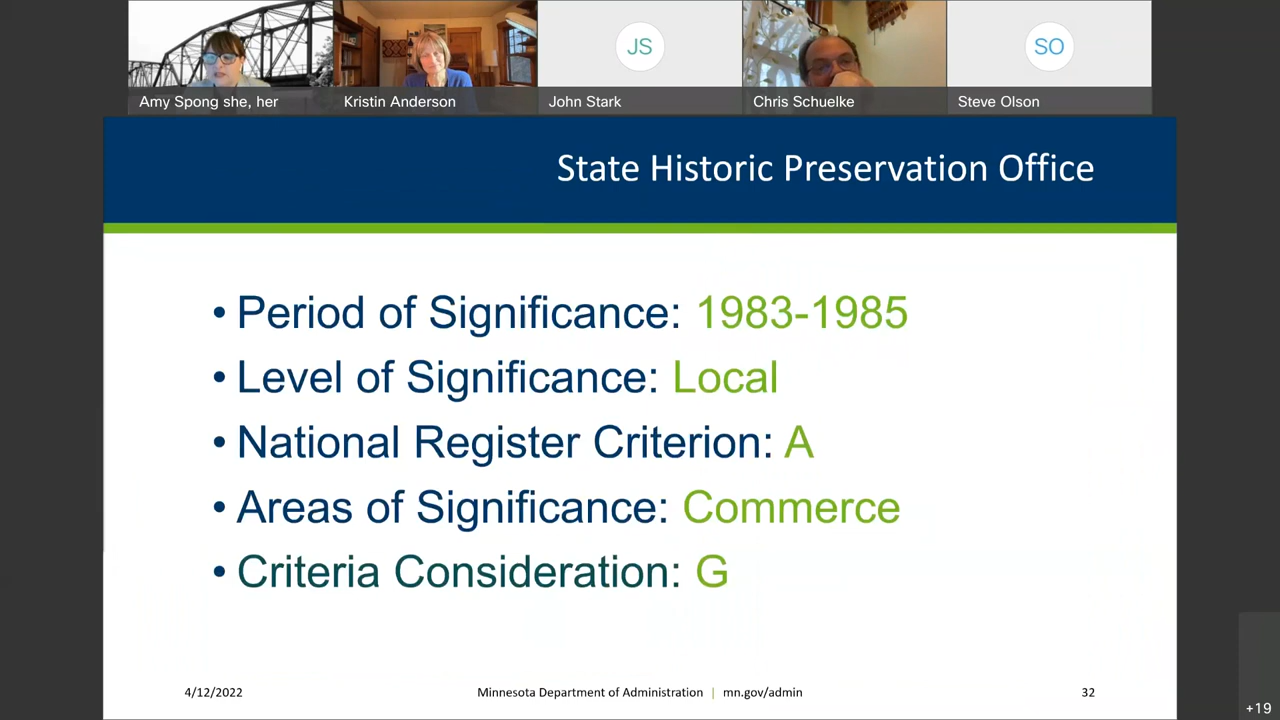 JS
SO
Amy Spong she, her
Kristin Anderson
John Stark
Chris Schuelke
Steve Olson
State Historic Preservation Office
• Period of Significance: 1983-1985
• Level of Significance: Local
• National Register Criterion: A
• Areas of Significance: Commerce
• Criteria Consideration: G
4/12/2022
Minnesota Department of Administration | mn.gov/admin
32
+19